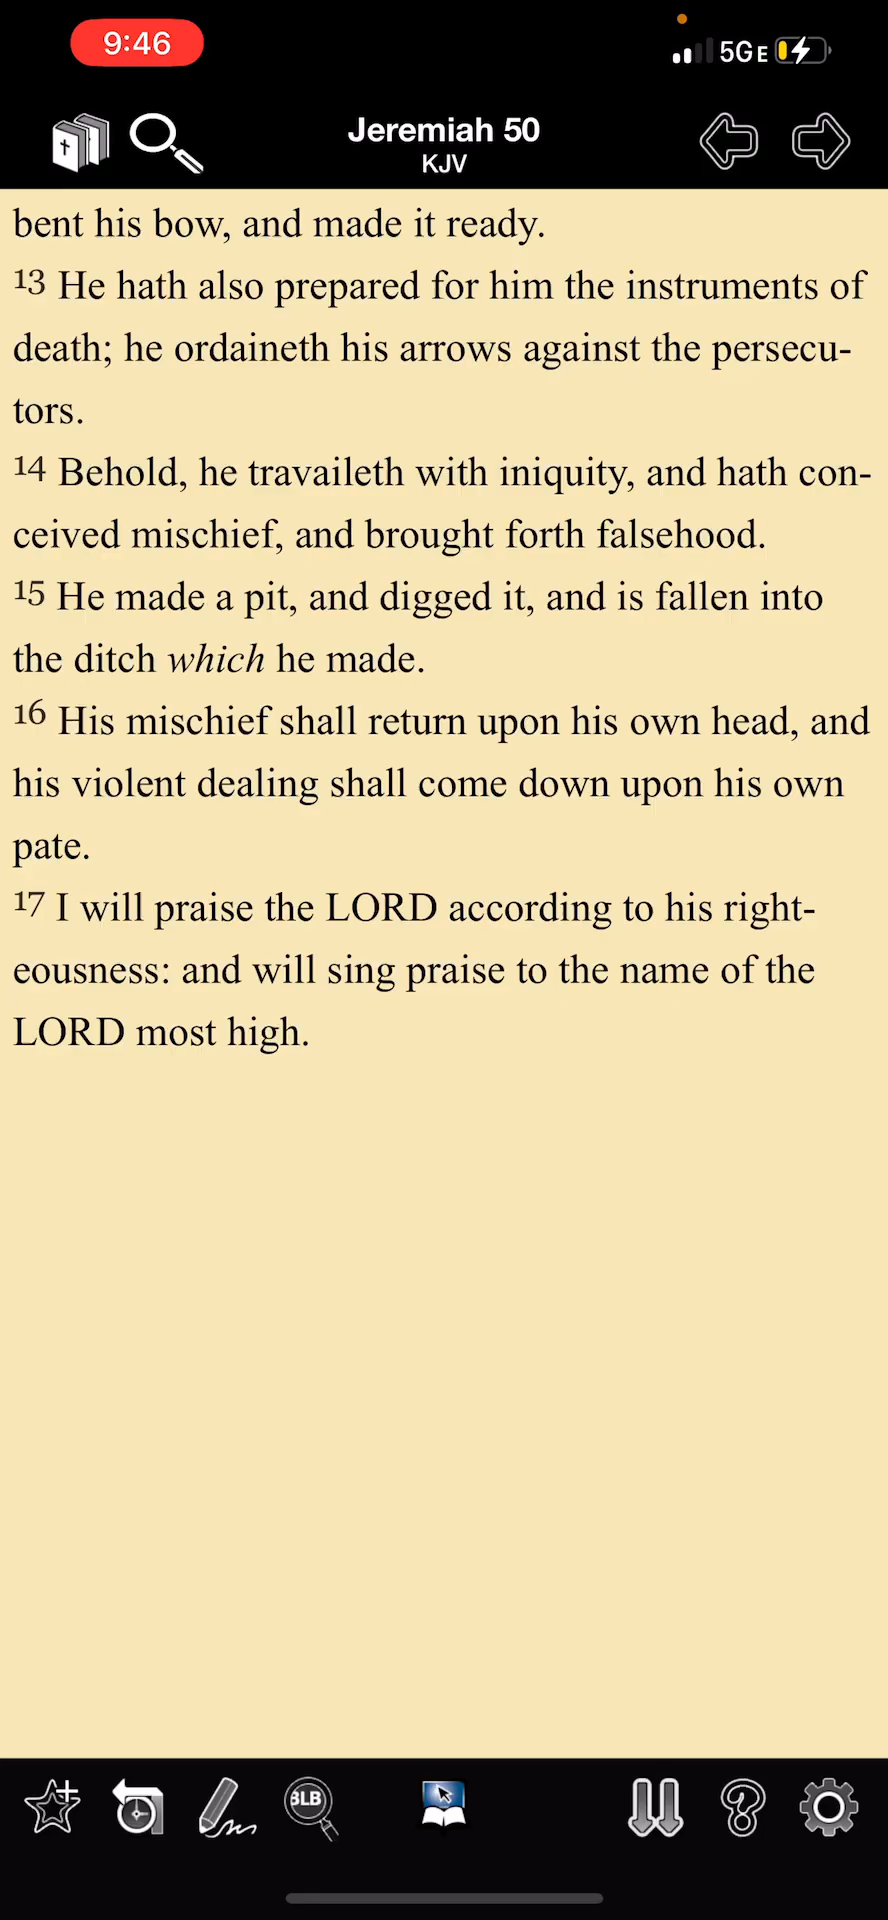 9:46
5GE
Jeremiah 50
KJV
bent his bow, and made it ready.
13 He hath also prepared for him the instruments of
death; he ordaineth his arrows against the persecu-
tors.
14 Behold, he travaileth with iniquity, and hath con-
ceived mischief, and brought forth falsehood.
15 He made a pit, and digged it, and is fallen into
the ditch which he made.
16 His mischief shall return upon his own head, and
his violent dealing shall come down upon his own
pate.
17 I will praise the LORD according to his right-
eousness: and will sing praise to the name of the
LORD most high.
BLB